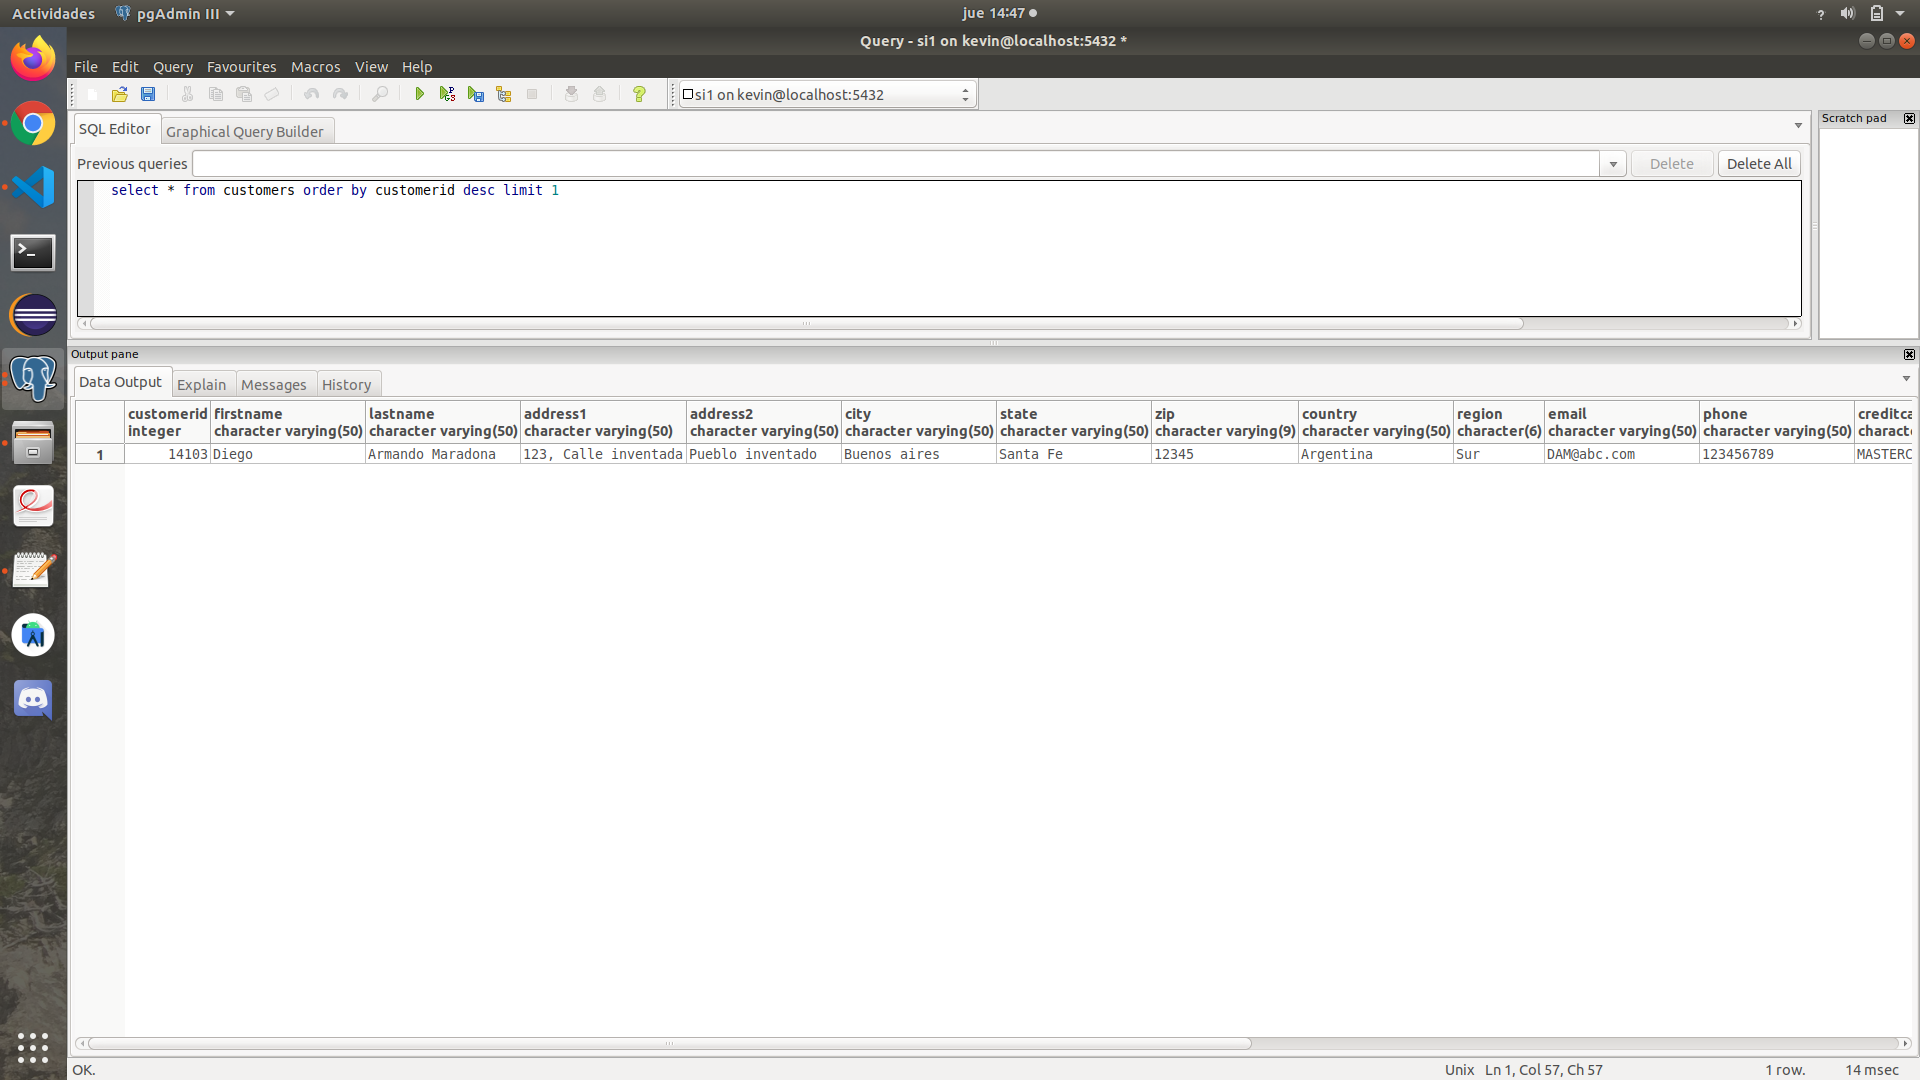 Actividades pgAdmin III jue 14:47
Query - si1 on kevin@localhost:5432 *
File Edit Query Favourites Macros View Help
si1 on kevin@localhost:5432
SQL Editor Graphical Query Builder Scratch pad
Previous queries Delete Delete All
select * from customers order by customerid desc limit 1
Output pane
Data Output Explain Messages History
customerid firstname lastname address1 address2 city state zip country region email phone creditca
integer character varying(50) character varying(50) character varying(50) character varying(50) character varying(50) character varying(50) character varying(9) character varying(50) character(6) character varying(50) character varying(50) charact
1 14103 Diego Armando Maradona 123, Calle inventada Pueblo inventado Buenos aires Santa Fe 12345 Argentina Sur DAM@abc.com 123456789 MASTERC
OK. Unix Ln 1, Col 57, Ch 57 1 row. 14 msec